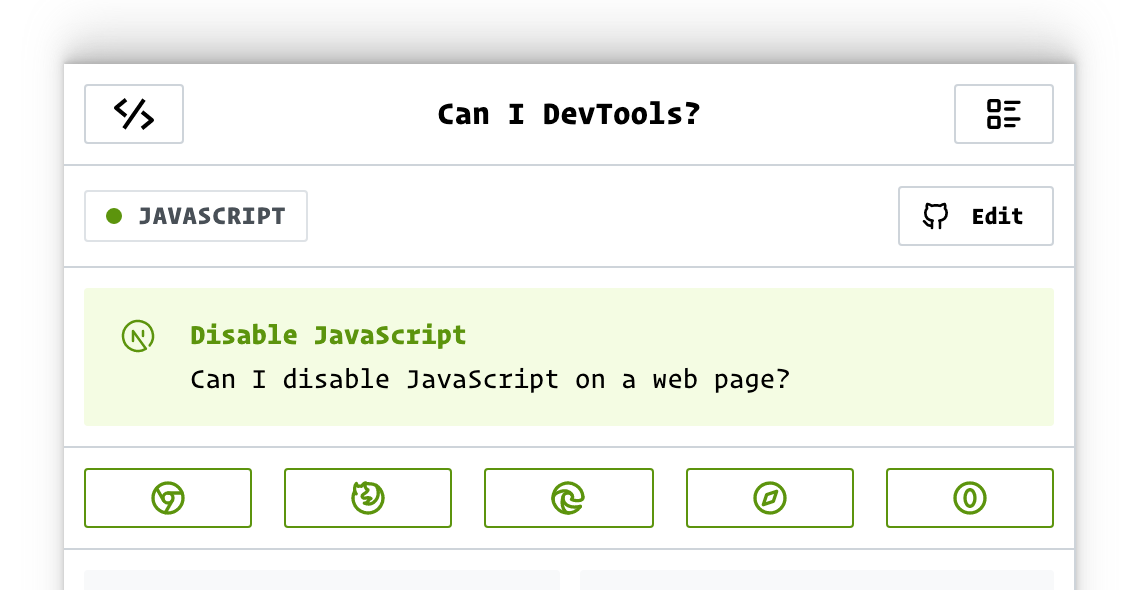 Can I DevTools?
JAVASCRIPT
Edit
Disable JavaScript
Can I disable JavaScript on a web page?